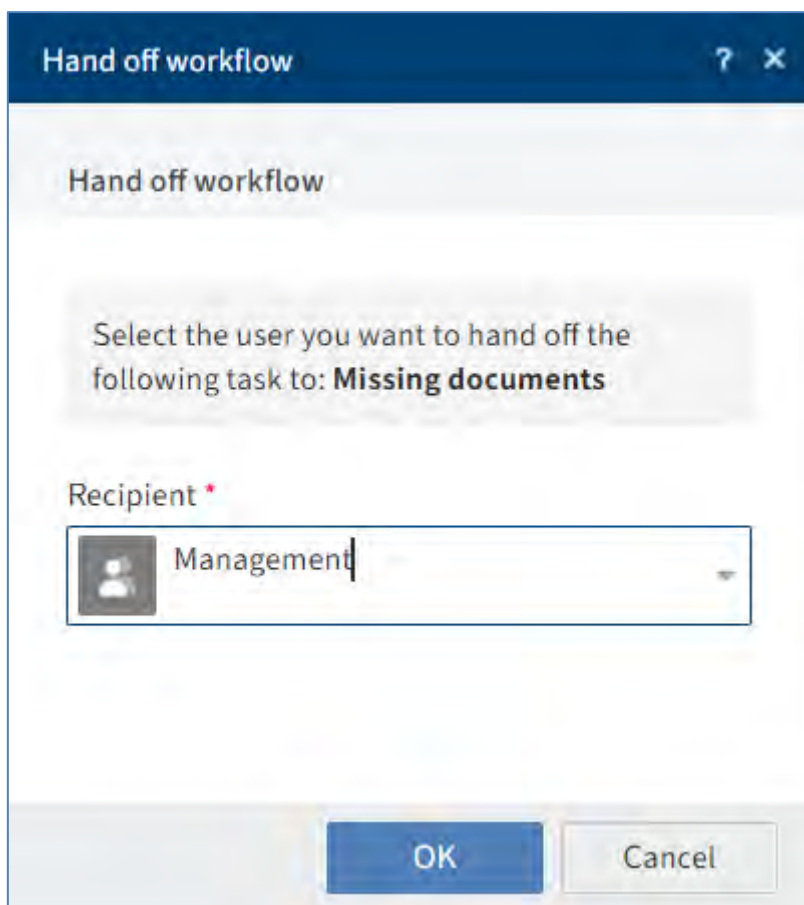 Hand off workflow ? ×
Hand off workflow
Select the user you want to hand off the
following task to: Missing documents
Recipient *
Management
OK Cancel